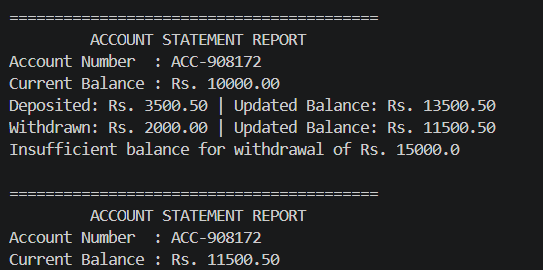 =========================================
ACCOUNT STATEMENT REPORT
Account Number  : ACC-908172
Current Balance : Rs. 10000.00
Deposited: Rs. 3500.50 | Updated Balance: Rs. 13500.50
Withdrawn: Rs. 2000.00 | Updated Balance: Rs. 11500.50
Insufficient balance for withdrawal of Rs. 15000.0
=========================================
ACCOUNT STATEMENT REPORT
Account Number  : ACC-908172
Current Balance : Rs. 11500.50